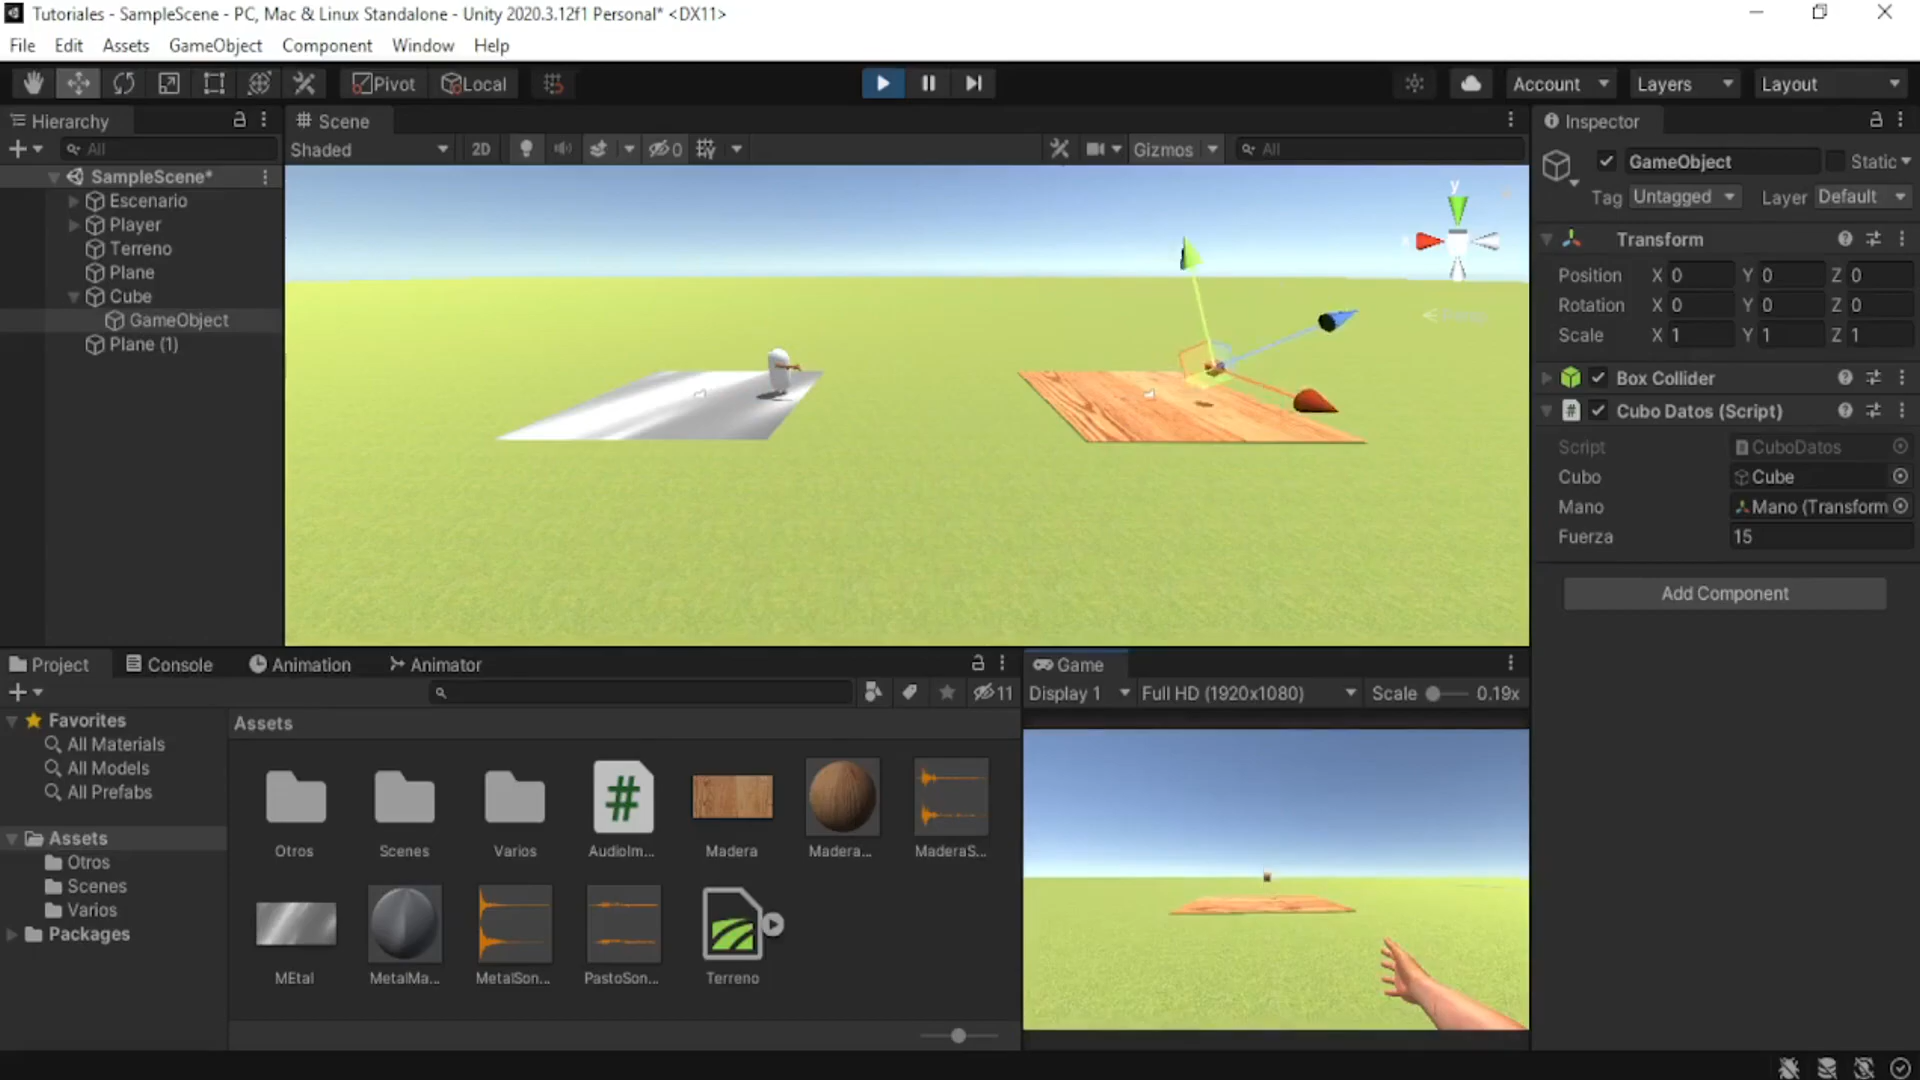 Tutoriales - SampleScene - PC, Mac & Linux Standalone - Unity 2020.3.12f1 Personal* <DX11>
File Edit Assets GameObject Component Window Help
Pivot Local Account Layers Layout
Hierarchy
All
SampleScene*
Escenario
Player
Terreno
Plane
Cube
GameObject
Plane (1)
Scene
Shaded 2D 0 Gizmos All
y
x
Inspector
GameObject Static
Tag Untagged Layer Default
Transform
Position X 0 Y 0 Z 0
Rotation X 0 Y 0 Z 0
Scale X 1 Y 1 Z 1
Box Collider
# Cubo Datos (Script)
Script CuboDatos
Cubo Cube
Mano Mano (Transform
Fuerza 15
Add Component
Project Console Animation Animator
11
Favorites
All Materials
All Models
All Prefabs
Assets
Otros
Scenes
Varios
Packages
Assets
#
Otros Scenes Varios AudioIm... Madera Madera... MaderaS...
MEtal MetalMa... MetalSon... PastoSon... Terreno
Game
Display 1 Full HD (1920x1080) Scale 0.19x